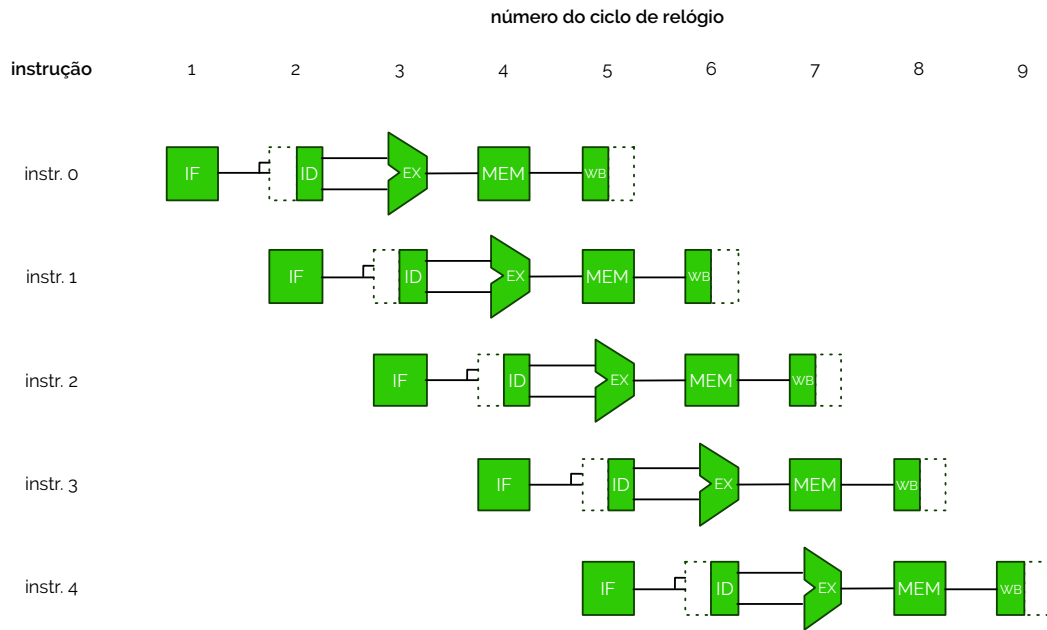 número do ciclo de relógio
instrução 1 2 3 4 5 6 7 8 9
instr. 0 IF ID EX MEM WB
instr. 1 IF ID EX MEM WB
instr. 2 IF ID EX MEM WB
instr. 3 IF ID EX MEM WB
instr. 4 IF ID EX MEM WB